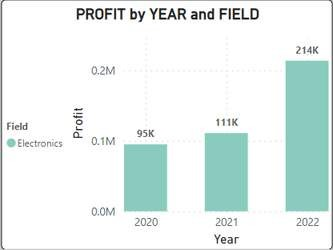 PROFIT by YEAR and FIELD
214K
0.2M
Field
Electronics
Profit
111K
95K
0.1M
0.0M
2020
2021
2022
Year